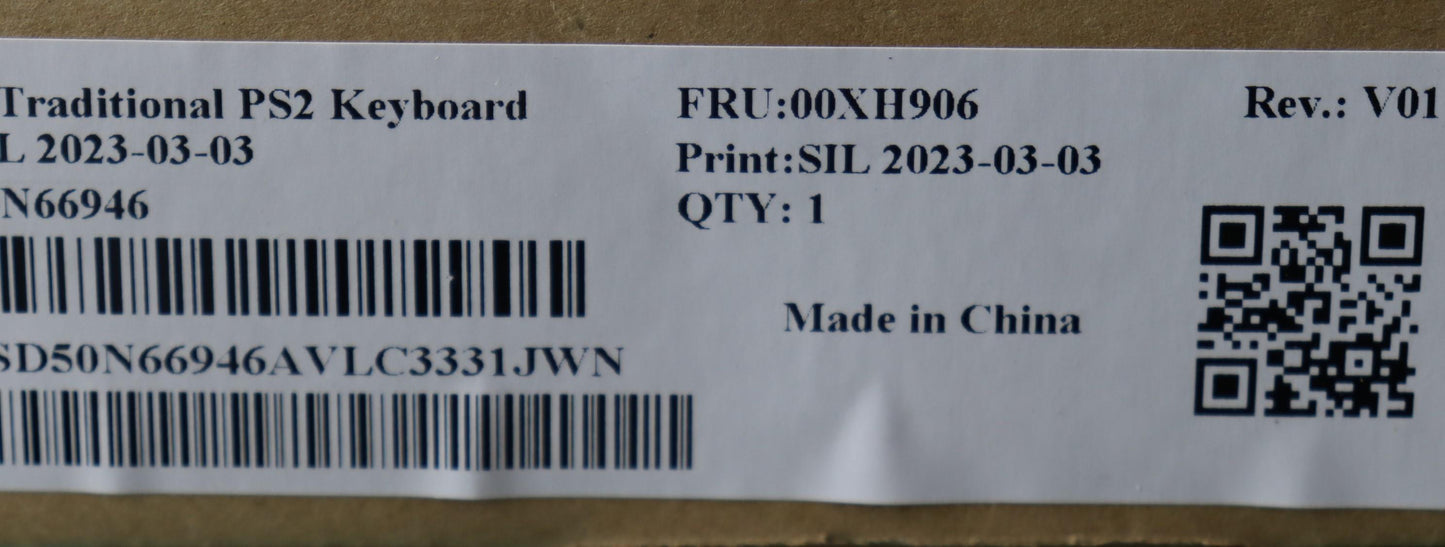 Traditional PS2 Keyboard
L 2023-03-03
N66946
SD50N66946AVLC3331JWN
FRU:00XH906
Print:SIL 2023-03-03
QTY: 1
Made in China
Rev.: V01